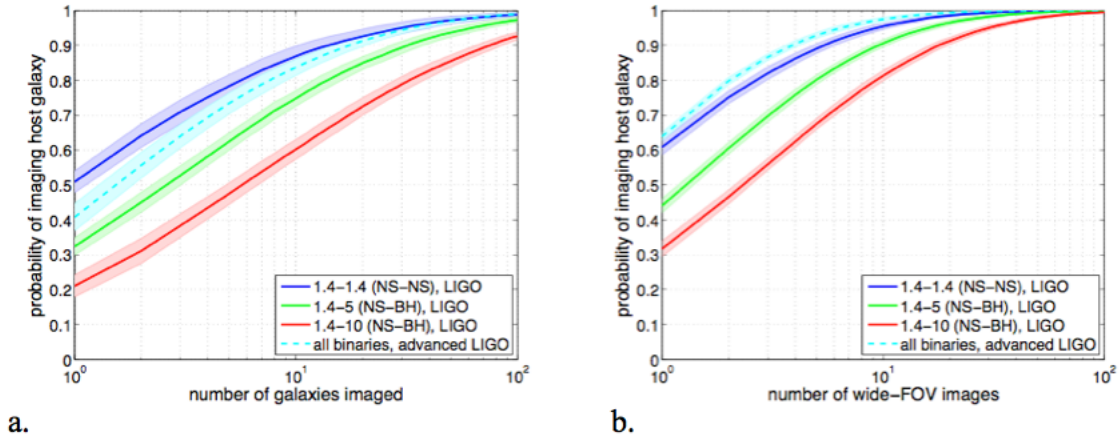 probability of imaging host galaxy
1
0.9
0.8
0.7
0.6
0.5
0.4
0.3
0.2
0.1
0
1.4−1.4 (NS−NS), LIGO
1.4−5 (NS−BH), LIGO
1.4−10 (NS−BH), LIGO
all binaries, advanced LIGO
10^0
10^1
10^2
number of galaxies imaged
a.
probability of imaging host galaxy
1
0.9
0.8
0.7
0.6
0.5
0.4
0.3
0.2
0.1
0
1.4−1.4 (NS−NS), LIGO
1.4−5 (NS−BH), LIGO
1.4−10 (NS−BH), LIGO
all binaries, advanced LIGO
10^0
10^1
10^2
number of wide−FOV images
b.